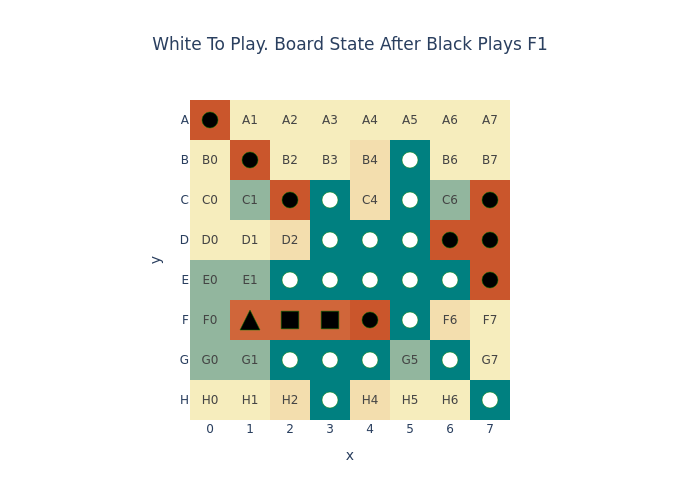 White To Play. Board State After Black Plays F1
A A1 A2 A3 A4 A5 A6 A7
B B0 B2 B3 B4 B6 B7
C C0 C1 C4 C6
D D0 D1 D2
E E0 E1
F F0 F6 F7
G G0 G1 G5 G7
H H0 H1 H2 H4 H5 H6
0 1 2 3 4 5 6 7
x
y